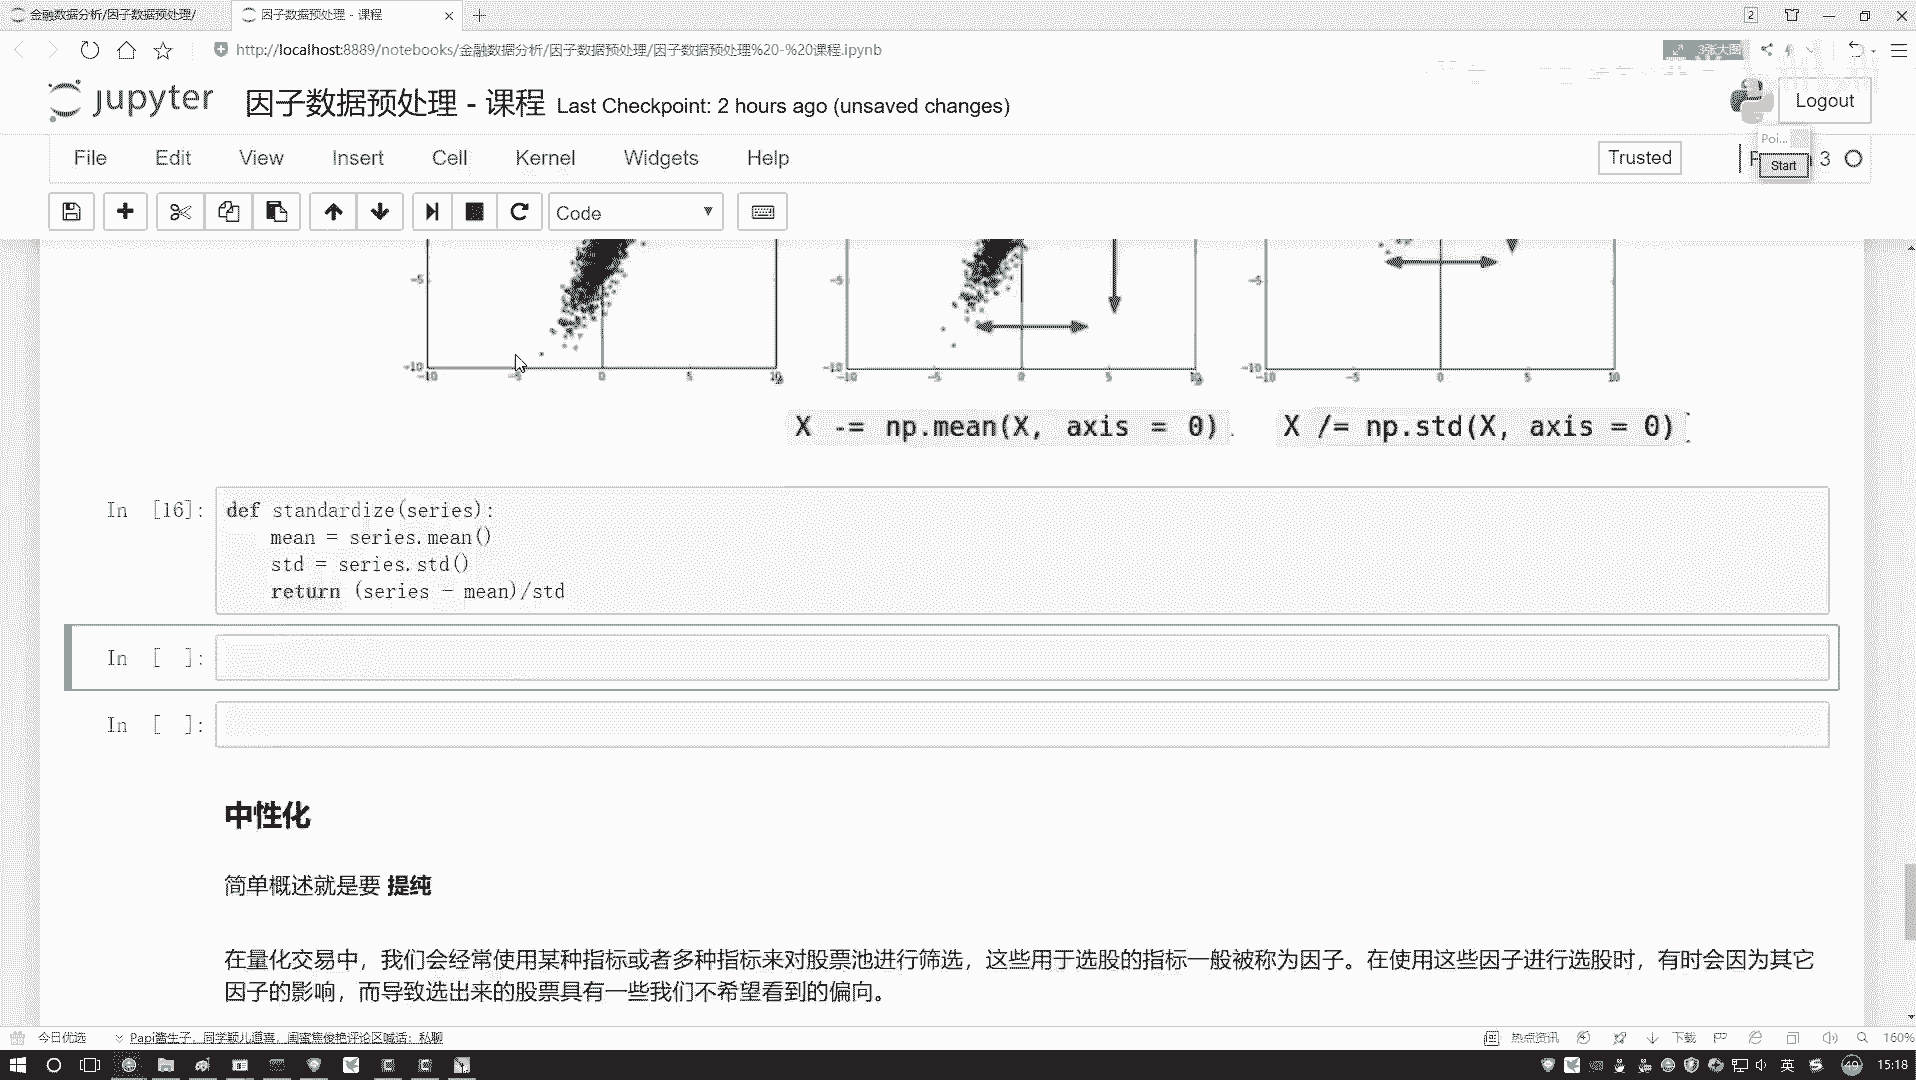 金融数据分析/因子数据预处理/
因子数据预处理 - 课程
2
http://localhost:8889/notebooks/金融数据分析/因子数据预处理/因子数据预处理%20-%20课程.ipynb
3张大图
jupyter
因子数据预处理 - 课程 Last Checkpoint: 2 hours ago (unsaved changes)
Logout
File Edit View Insert Cell Kernel Widgets Help
Trusted
3
Poi...
Start
Code
-5 -5 -5
-10 -10 -10
-10 -5 0 5 10
-10 -5 0 5 10
-10 -5 0 5 10
X -= np.mean(X, axis = 0)
X /= np.std(X, axis = 0)
In [16]: def standardize(series):
mean = series.mean()
std = series.std()
return (series - mean)/std
In [ ]:
In [ ]:
中性化
简单概述就是要 提纯
在量化交易中，我们会经常使用某种指标或者多种指标来对股票池进行筛选，这些用于选股的指标一般被称为因子。在使用这些因子进行选股时，有时会因为其它
因子的影响，而导致选出来的股票具有一些我们不希望看到的偏向。
今日优选
Papi酱生子，同学颖儿道喜，闺蜜焦俊艳评论区喊话：私聊
热点资讯
下载
160%
英
49
15:18